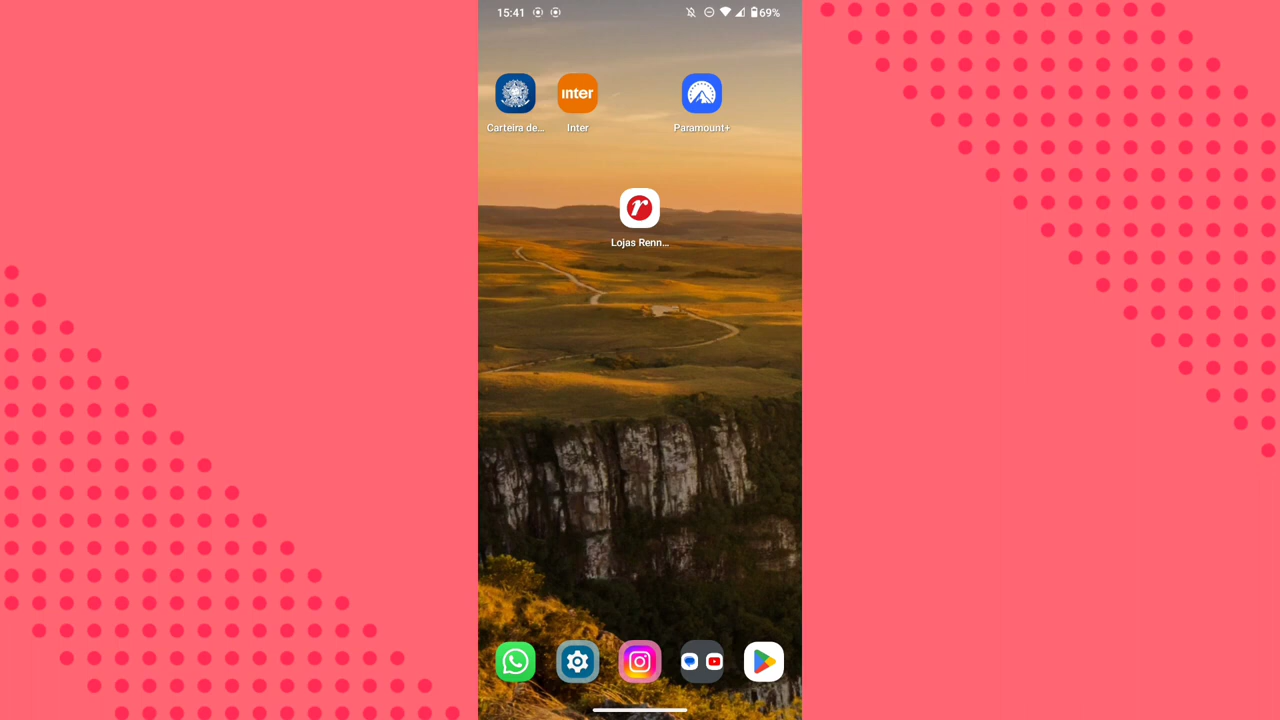 15:41
69%
inter
Carteira de...
Inter
Paramount+
r
Lojas Renn...